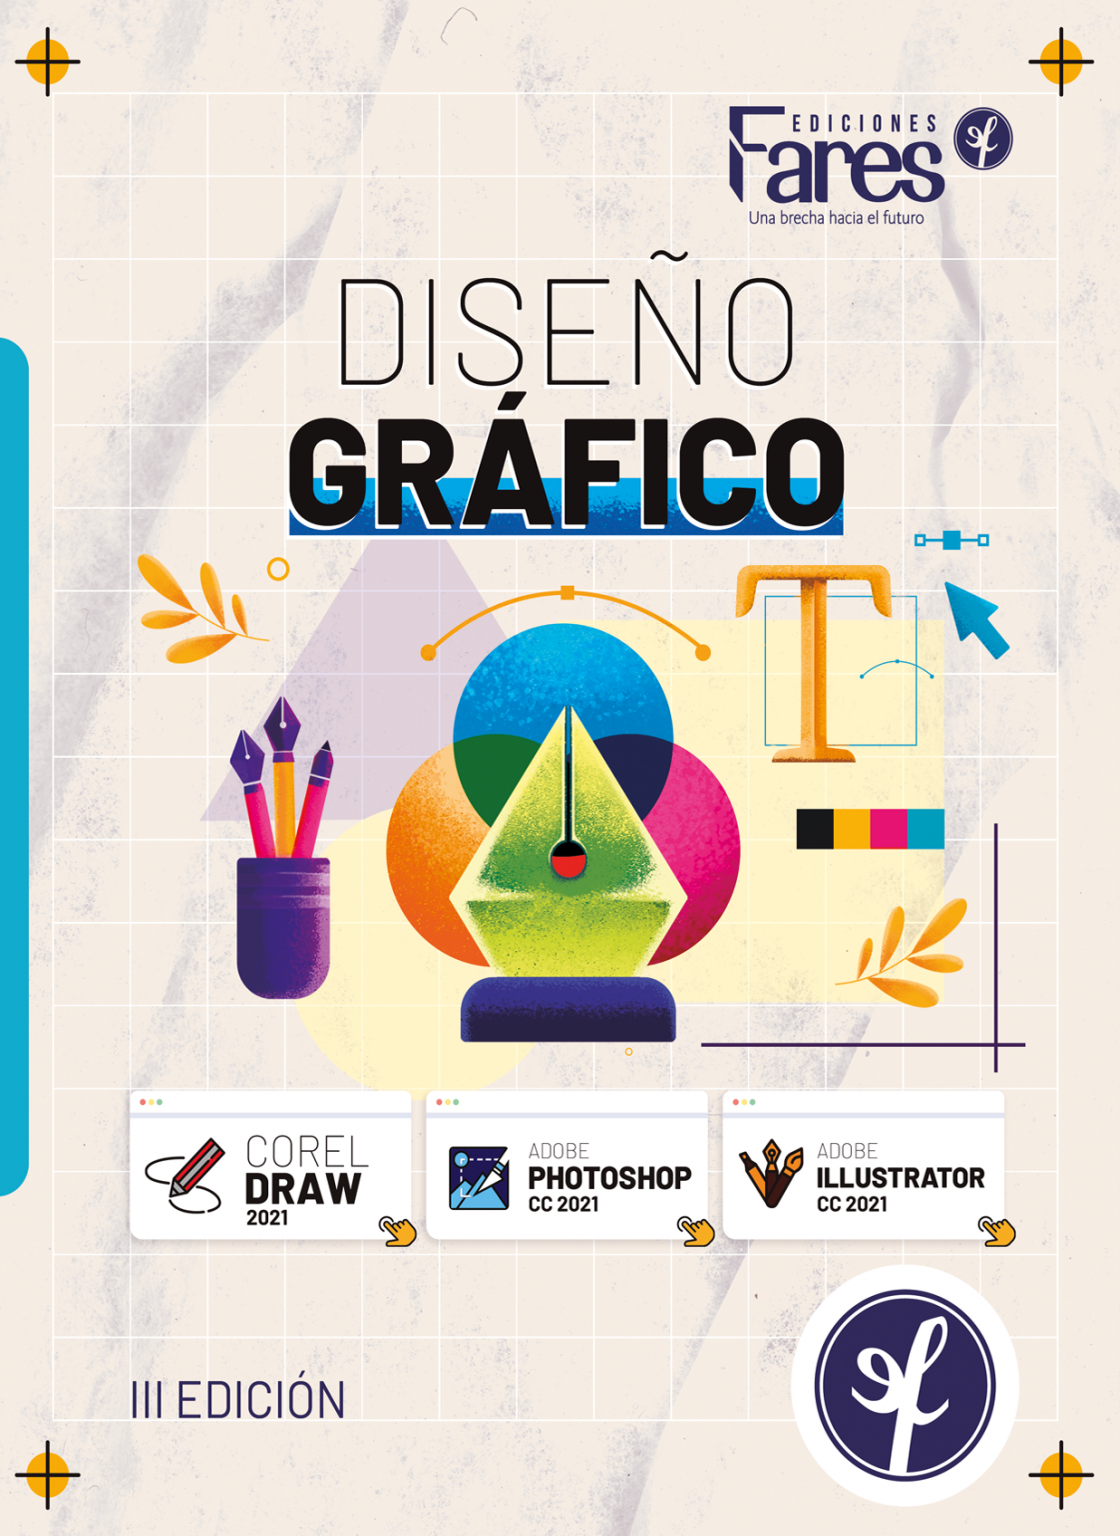 EDICIONES
Fares
Una brecha hacia el futuro
DISEÑO
GRÁFICO
COREL
DRAW
2021
ADOBE
PHOTOSHOP
CC 2021
ADOBE
ILLUSTRATOR
CC 2021
III EDICIÓN